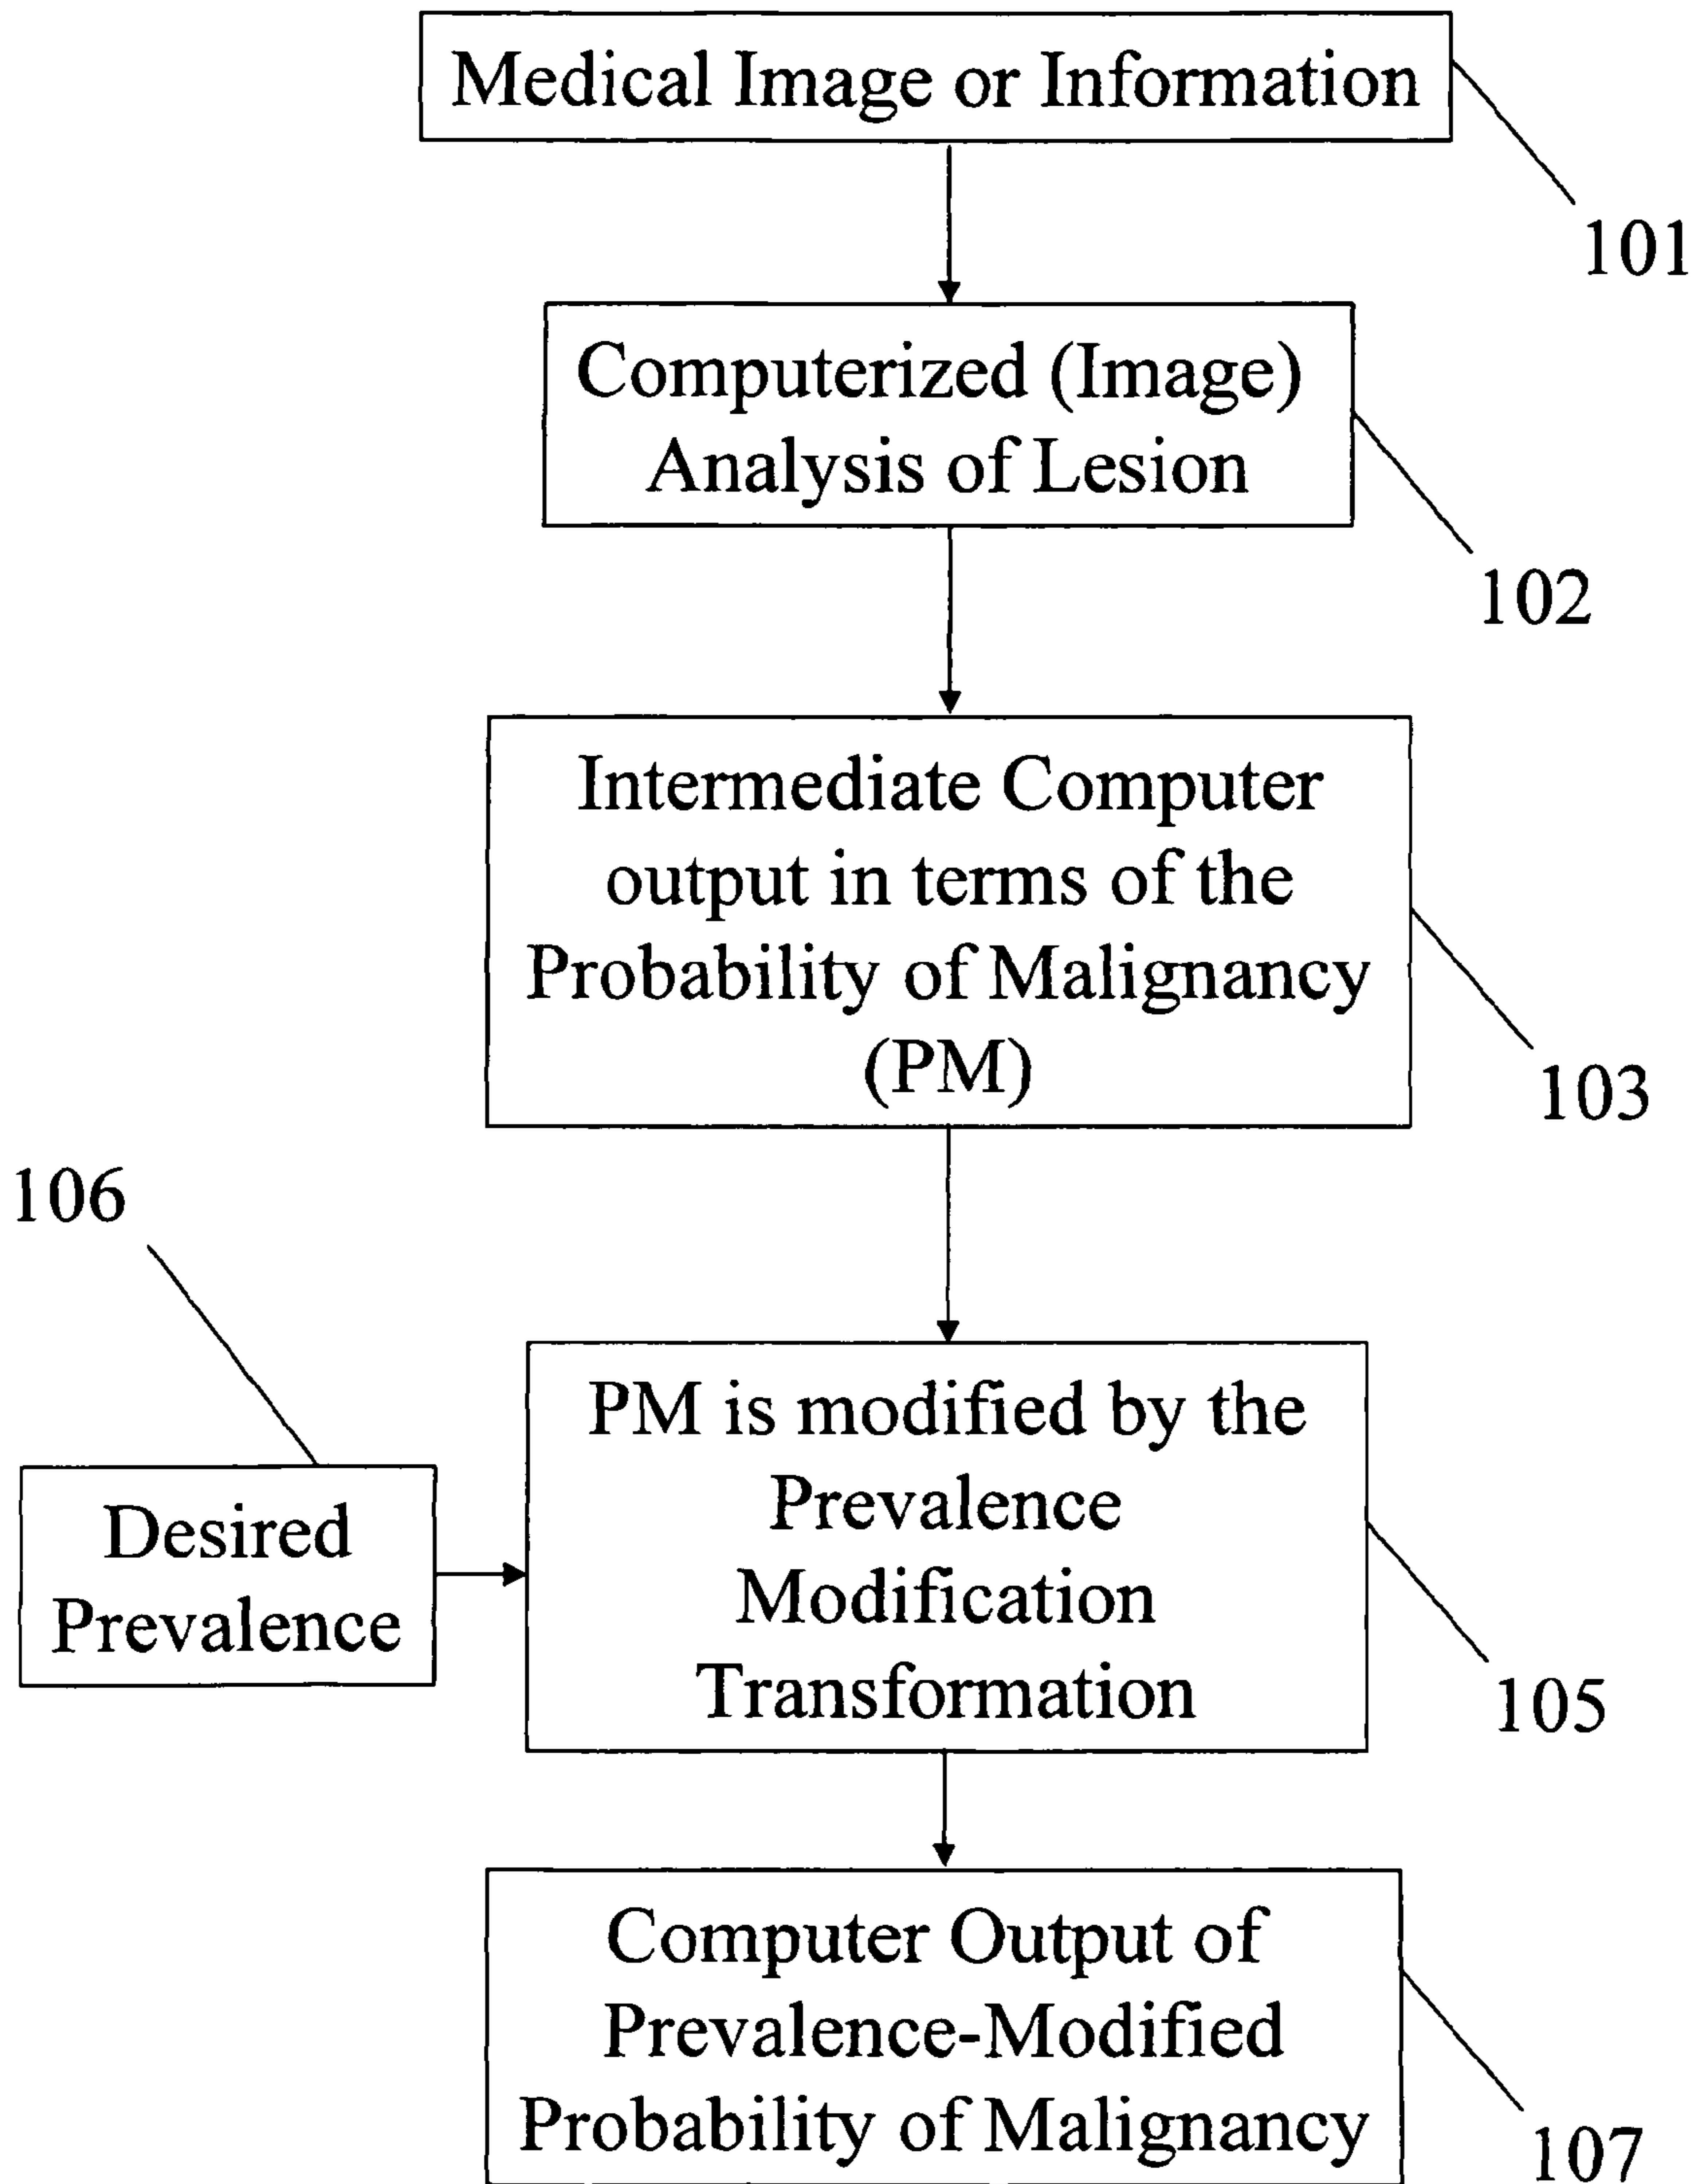 Medical Image or Information
101
Computerized (Image)
Analysis of Lesion
102
Intermediate Computer
output in terms of the
Probability of Malignancy
(PM)
103
106
Desired
Prevalence
PM is modified by the
Prevalence
Modification
Transformation
105
Computer Output of
Prevalence-Modified
Probability of Malignancy
107